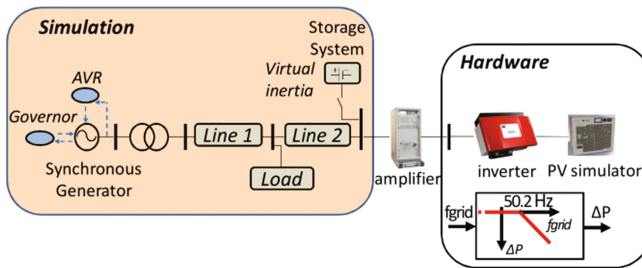 Simulation
Storage
System
Hardware
AVR
Virtual
inertia
Governor
Line 1
Line 2
Synchronous
Generator
Load
amplifier
inverter
PV simulator
50.2 Hz
fgrid
fgrid
ΔP
ΔP